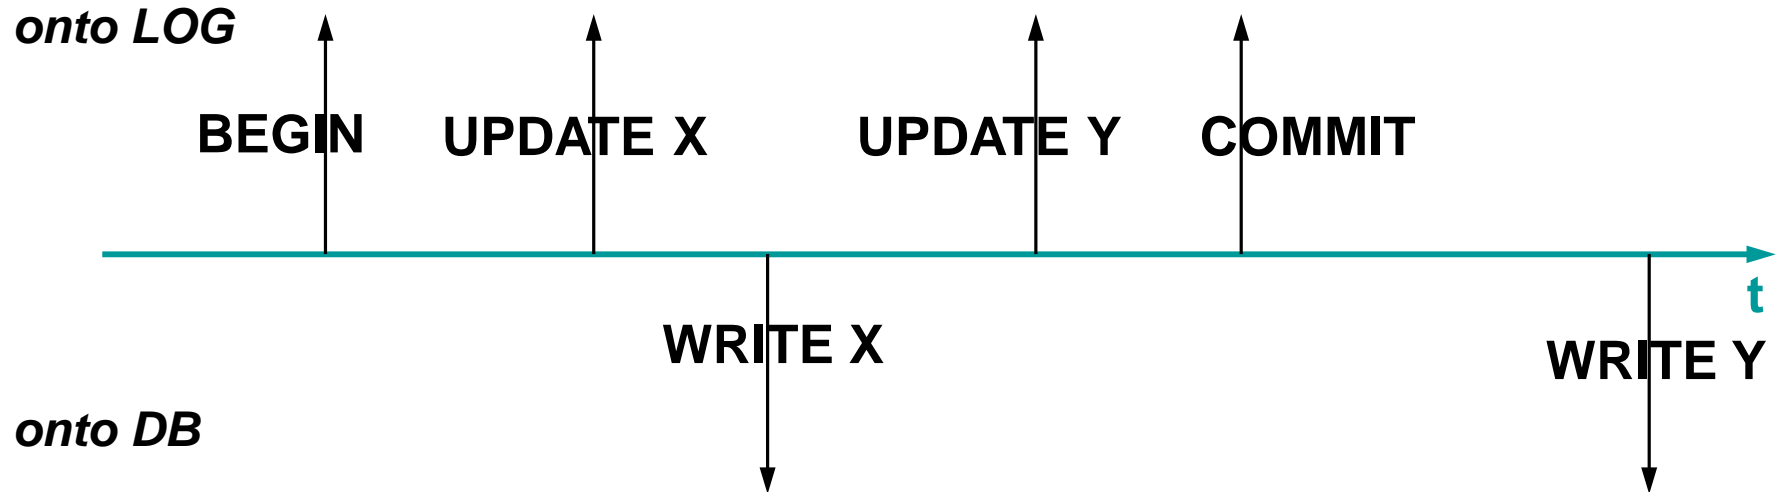 onto LOG
BEGIN
UPDATE X
UPDATE Y
COMMIT
t
WRITE X
WRITE Y
onto DB